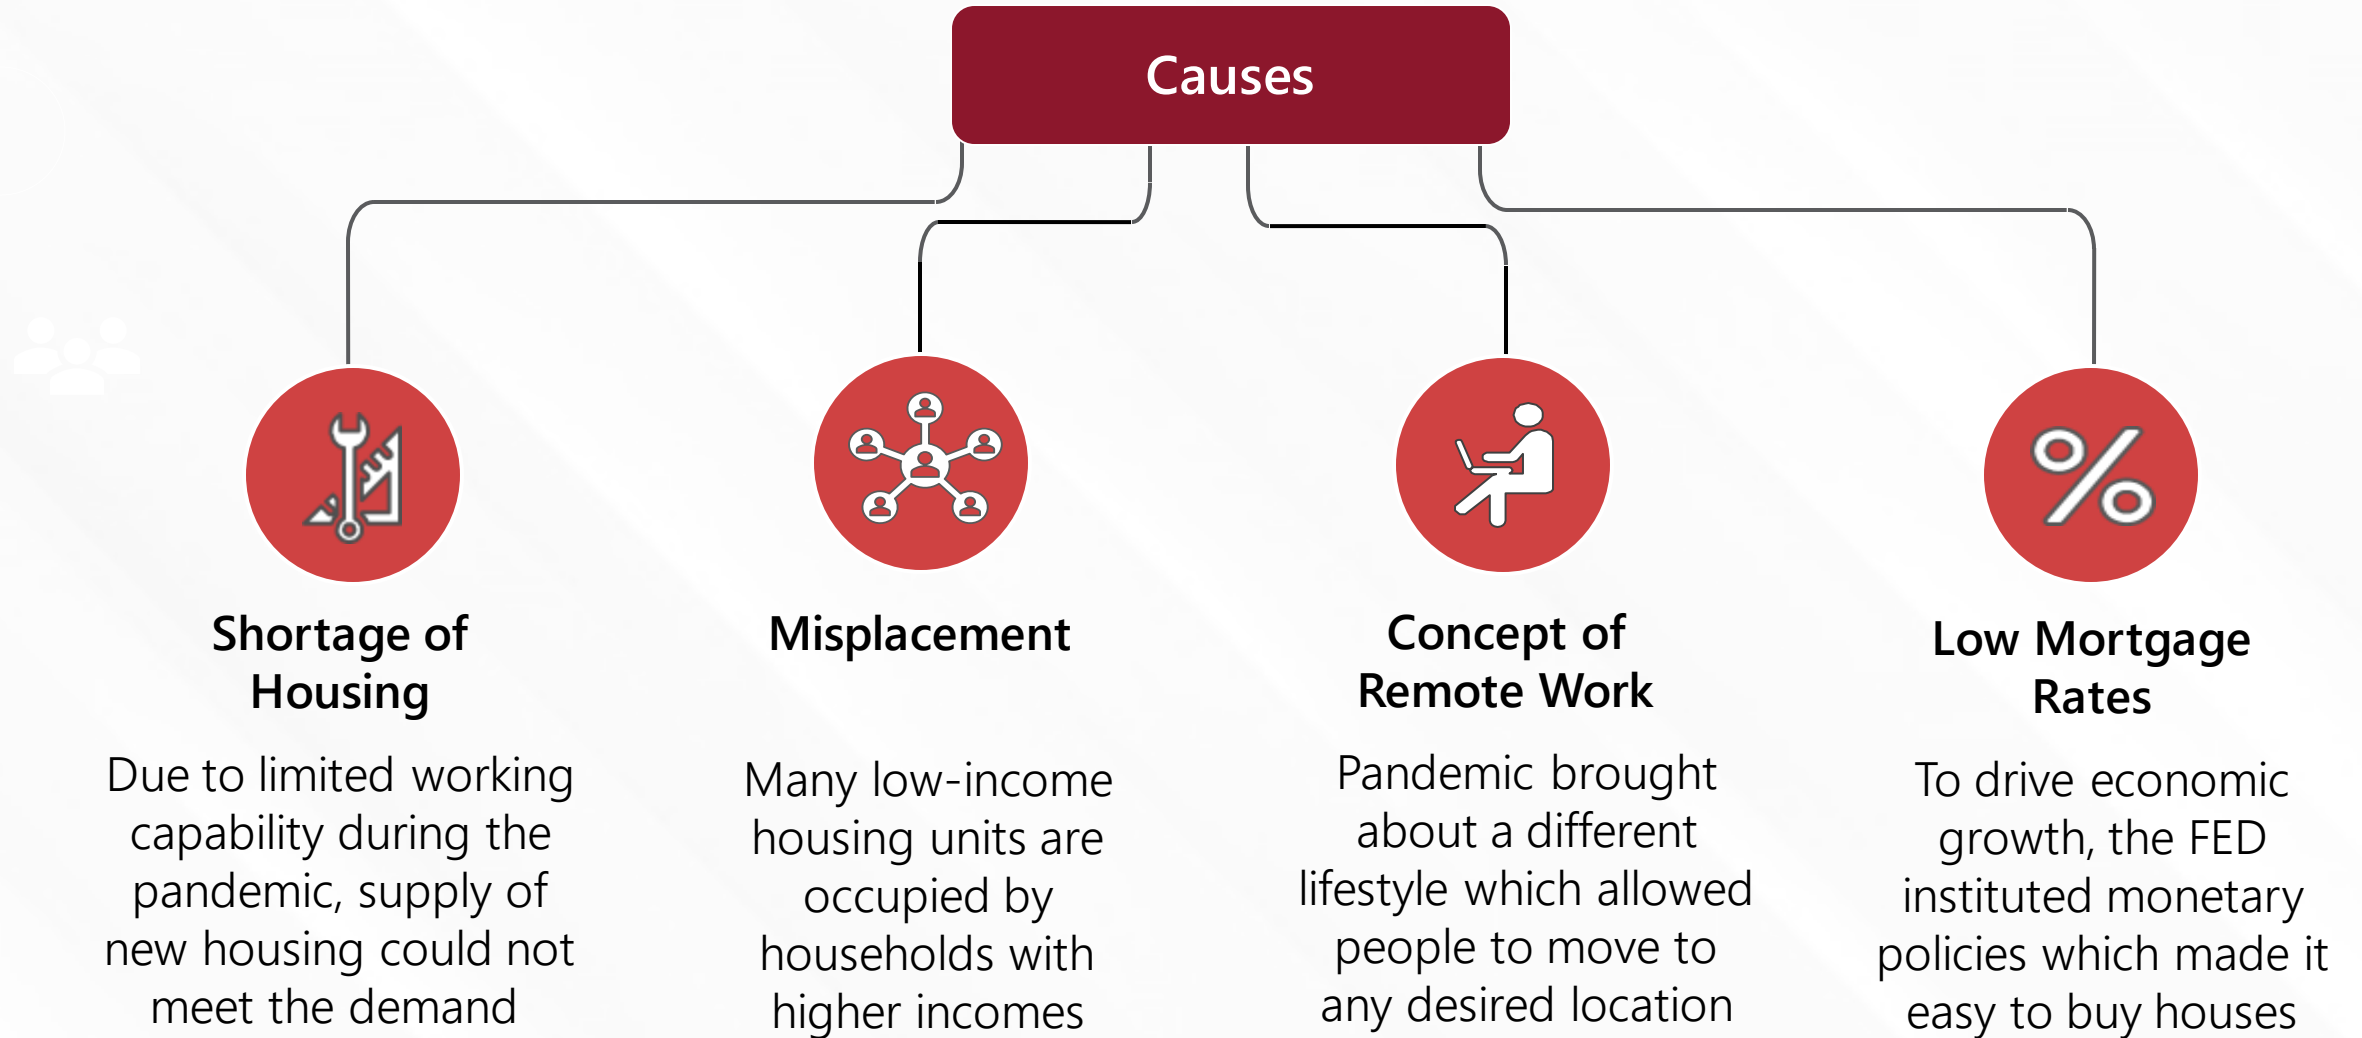 Causes
Shortage of
Housing
Due to limited working
capability during the
pandemic, supply of
new housing could not
meet the demand
Misplacement
Many low-income
housing units are
occupied by
households with
higher incomes
Concept of
Remote Work
Pandemic brought
about a different
lifestyle which allowed
people to move to
any desired location
Low Mortgage
Rates
To drive economic
growth, the FED
instituted monetary
policies which made it
easy to buy houses